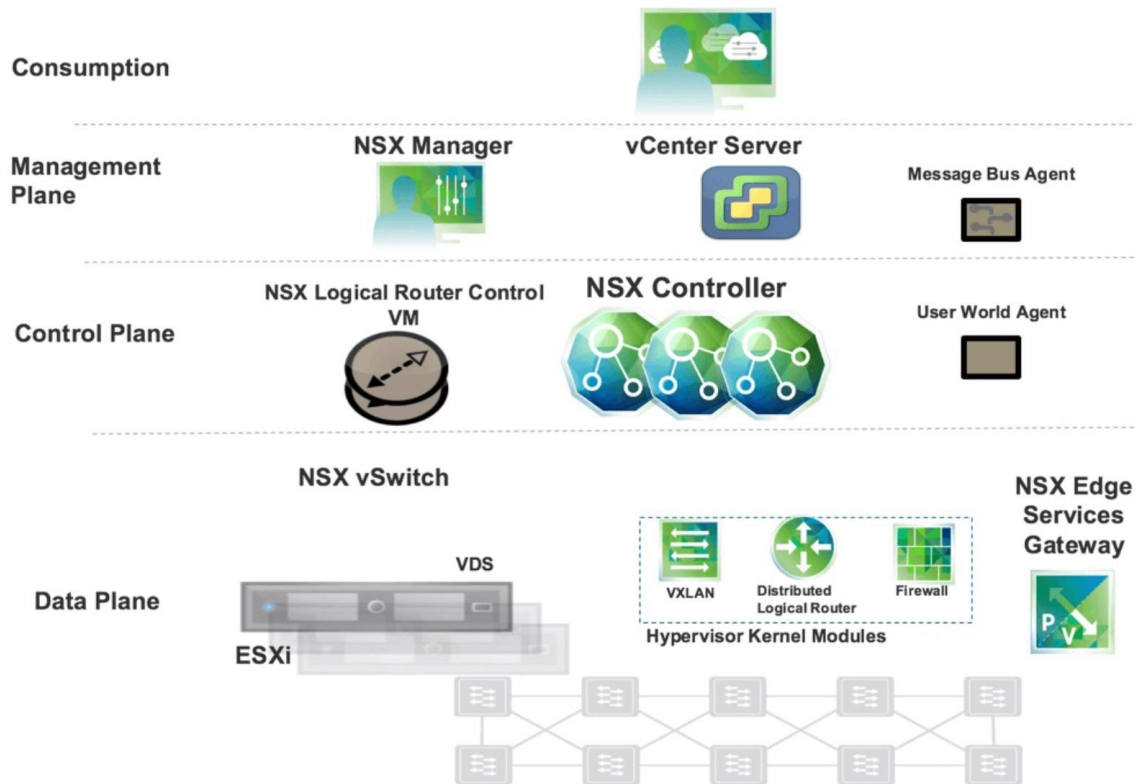 Consumption
Management
Plane
NSX Manager
vCenter Server
Message Bus Agent
Control Plane
NSX Logical Router Control
VM
NSX Controller
User World Agent
Data Plane
NSX vSwitch
VDS
ESXi
VXLAN
Distributed
Logical Router
Firewall
Hypervisor Kernel Modules
NSX Edge
Services
Gateway
P
V